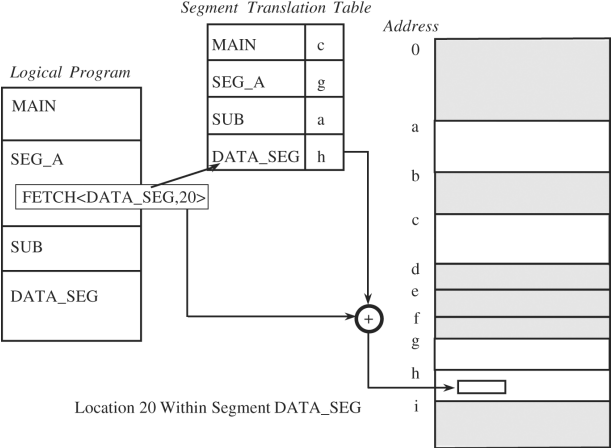 Segment Translation Table
Address
Logical Program
MAIN c
SEG_A g
SUB a
DATA_SEG h
MAIN
SEG_A
FETCH<DATA_SEG,20>
SUB
DATA_SEG
+
0
a
b
c
d
e
f
g
h
i
Location 20 Within Segment DATA_SEG